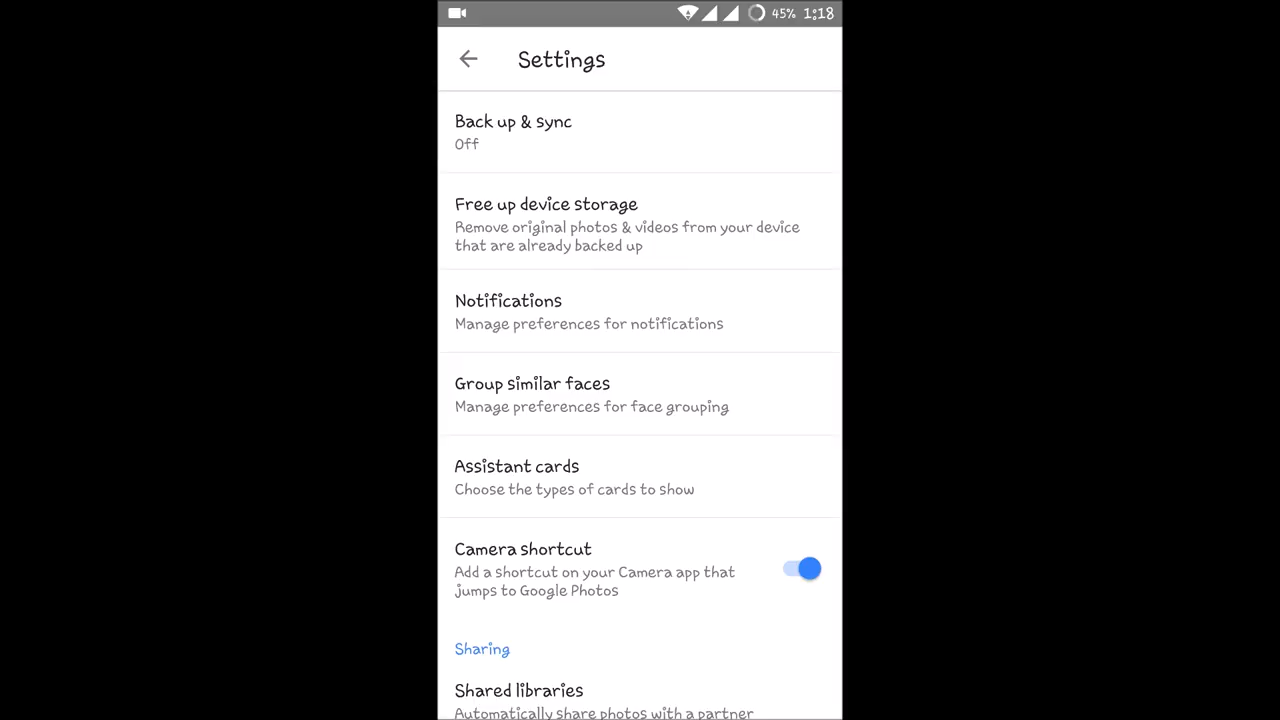 45% 1:18
Settings
Back up & sync
Off
Free up device storage
Remove original photos & videos from your device
that are already backed up
Notifications
Manage preferences for notifications
Group similar faces
Manage preferences for face grouping
Assistant cards
Choose the types of cards to show
Camera shortcut
Add a shortcut on your Camera app that
jumps to Google Photos
Sharing
Shared libraries
Automatically share photos with a partner